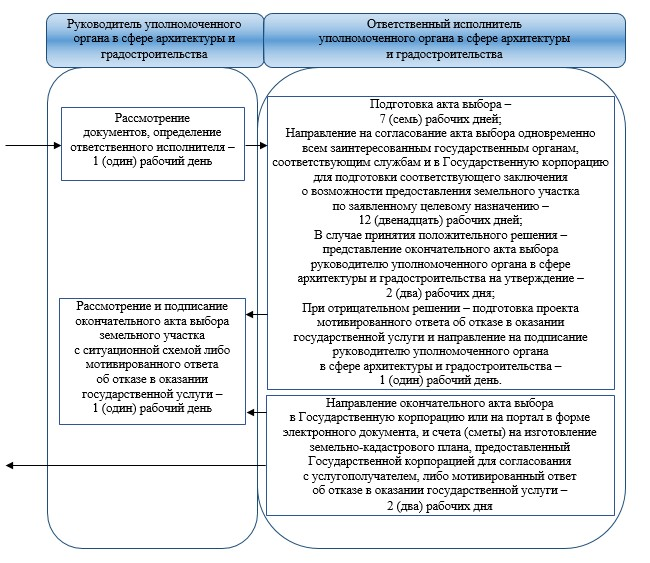 Руководитель уполномоченного
органа в сфере архитектуры и
градостроительства
Ответственный исполнитель
уполномоченного органа в сфере архитектуры
и градостроительства
Рассмотрение
документов, определение
ответственного исполнителя –
1 (один) рабочий день
Подготовка акта выбора –
7 (семь) рабочих дней;
Направление на согласование акта выбора одновременно
всем заинтересованным государственным органам,
соответствующим службам и в Государственную корпорацию
для подготовки соответствующего заключения
о возможности предоставления земельного участка
по заявленному целевому назначению –
12 (двенадцать) рабочих дней;
В случае принятия положительного решения –
представление окончательного акта выбора
руководителю уполномоченного органа в сфере
архитектуры и градостроительства на утверждение –
2 (два) рабочих дня;
При отрицательном решении – подготовка проекта
мотивированного ответа об отказе в оказании
государственной услуги и направление на подписание
руководителю уполномоченного органа
в сфере архитектуры и градостроительства –
1 (один) рабочий день.
Рассмотрение и подписание
окончательного акта выбора
земельного участка
с ситуационной схемой либо
мотивированного ответа
об отказе в оказании
государственной услуги –
1 (один) рабочий день
Направление окончательного акта выбора
в Государственную корпорацию или на портал в форме
электронного документа, и счета (сметы) на изготовление
земельно-кадастрового плана, предоставленный
Государственной корпорацией для согласования
с услугополучателем, либо мотивированный ответ
об отказе в оказании государственной услуги –
2 (два) рабочих дня